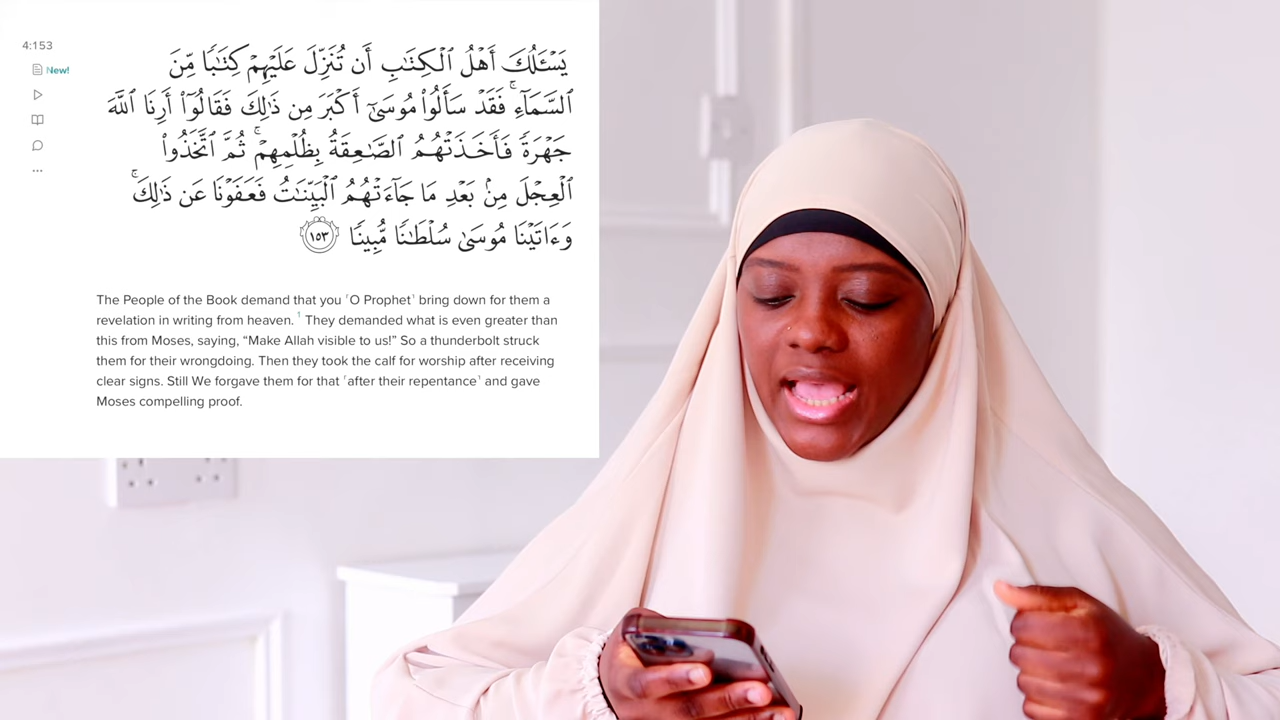 4:153
New!
يَسْـَٔلُكَ أَهْلُ ٱلْكِتَـٰبِ أَن تُنَزِّلَ عَلَيْهِمْ كِتَـٰبًا مِّنَ
ٱلسَّمَآءِ ۚ فَقَدْ سَأَلُوا۟ مُوسَىٰٓ أَكْبَرَ مِن ذَٰلِكَ فَقَالُوٓا۟ أَرِنَا ٱللَّهَ
جَهْرَةً فَأَخَذَتْهُمُ ٱلصَّـٰعِقَةُ بِظُلْمِهِمْ ۚ ثُمَّ ٱتَّخَذُوا۟
ٱلْعِجْلَ مِنۢ بَعْدِ مَا جَآءَتْهُمُ ٱلْبَيِّنَـٰتُ فَعَفَوْنَا عَن ذَٰلِكَ ۚ
وَءَاتَيْنَا مُوسَىٰ سُلْطَـٰنًا مُّبِينًا ١٥٣
The People of the Book demand that you ˹O Prophet˺ bring down for them a
revelation in writing from heaven. 1 They demanded what is even greater than
this from Moses, saying, “Make Allah visible to us!” So a thunderbolt struck
them for their wrongdoing. Then they took the calf for worship after receiving
clear signs. Still We forgave them for that ˹after their repentance˺ and gave
Moses compelling proof.